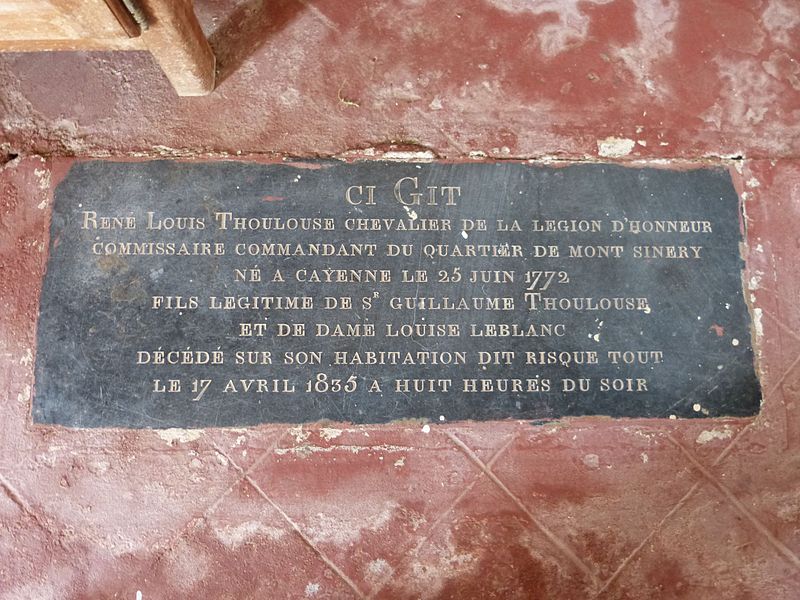 CI GIT
RENÉ LOUIS THOULOUSE CHEVALIER DE LA LEGION D'HONNEUR
COMMISSAIRE COMMANDANT DU QUARTIER DE MONT SINERY
NÉ A CAYENNE LE 25 JUIN 1772
FILS LEGITIME DE Sᴿ GUILLAUME THOULOUSE
ET DE DAME LOUISE LEBLANC
DÉCÉDÉ SUR SON HABITATION DIT RISQUE TOUT
LE 17 AVRIL 1835 A HUIT HEURES DU SOIR